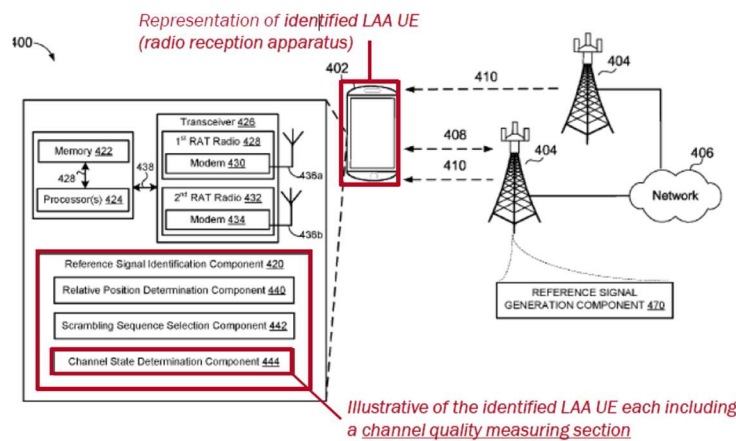 Representation of identified LAA UE
(radio reception apparatus)
400
402
404
410
Transceiver 426
1st RAT Radio 428
Memory 422
Modem 430
408
404
406
428
438
436a
410
Processor(s) 424
2nd RAT Radio 432
Network
Modem 434
436b
Reference Signal Identification Component 420
Relative Position Determination Component 440
REFERENCE SIGNAL
GENERATION COMPONENT 470
Scrambling Sequence Selection Component 442
Channel State Determination Component 444
Illustrative of the identified LAA UE each including
a channel quality measuring section